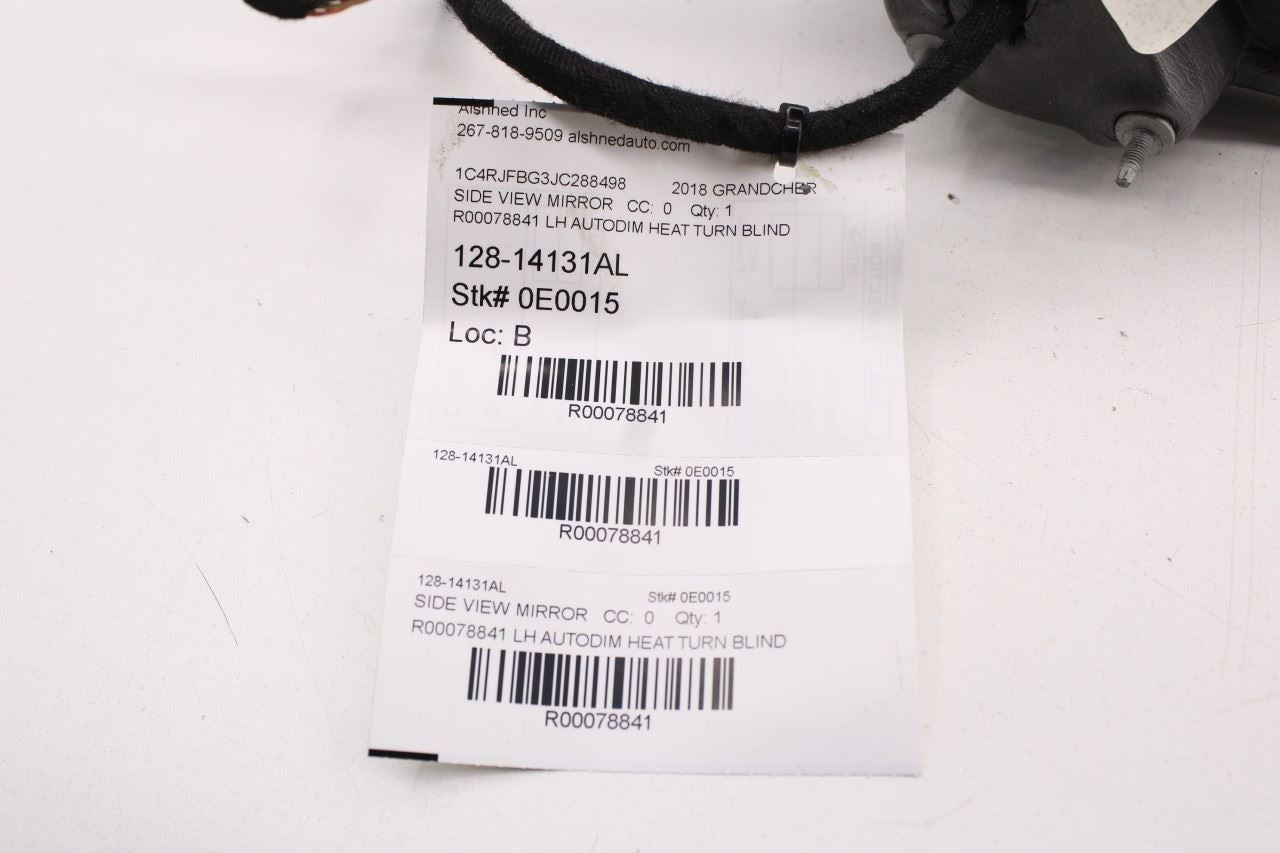 Alshned Inc
267-818-9509 alshnedauto.com
1C4RJFBG3JC288498 2018 GRANDCHER
SIDE VIEW MIRROR CC: 0 Qty: 1
R00078841 LH AUTODIM HEAT TURN BLIND
128-14131AL
Stk# 0E0015
Loc: B
R00078841
128-14131AL Stk# 0E0015
R00078841
128-14131AL Stk# 0E0015
SIDE VIEW MIRROR CC: 0 Qty: 1
R00078841 LH AUTODIM HEAT TURN BLIND
R00078841